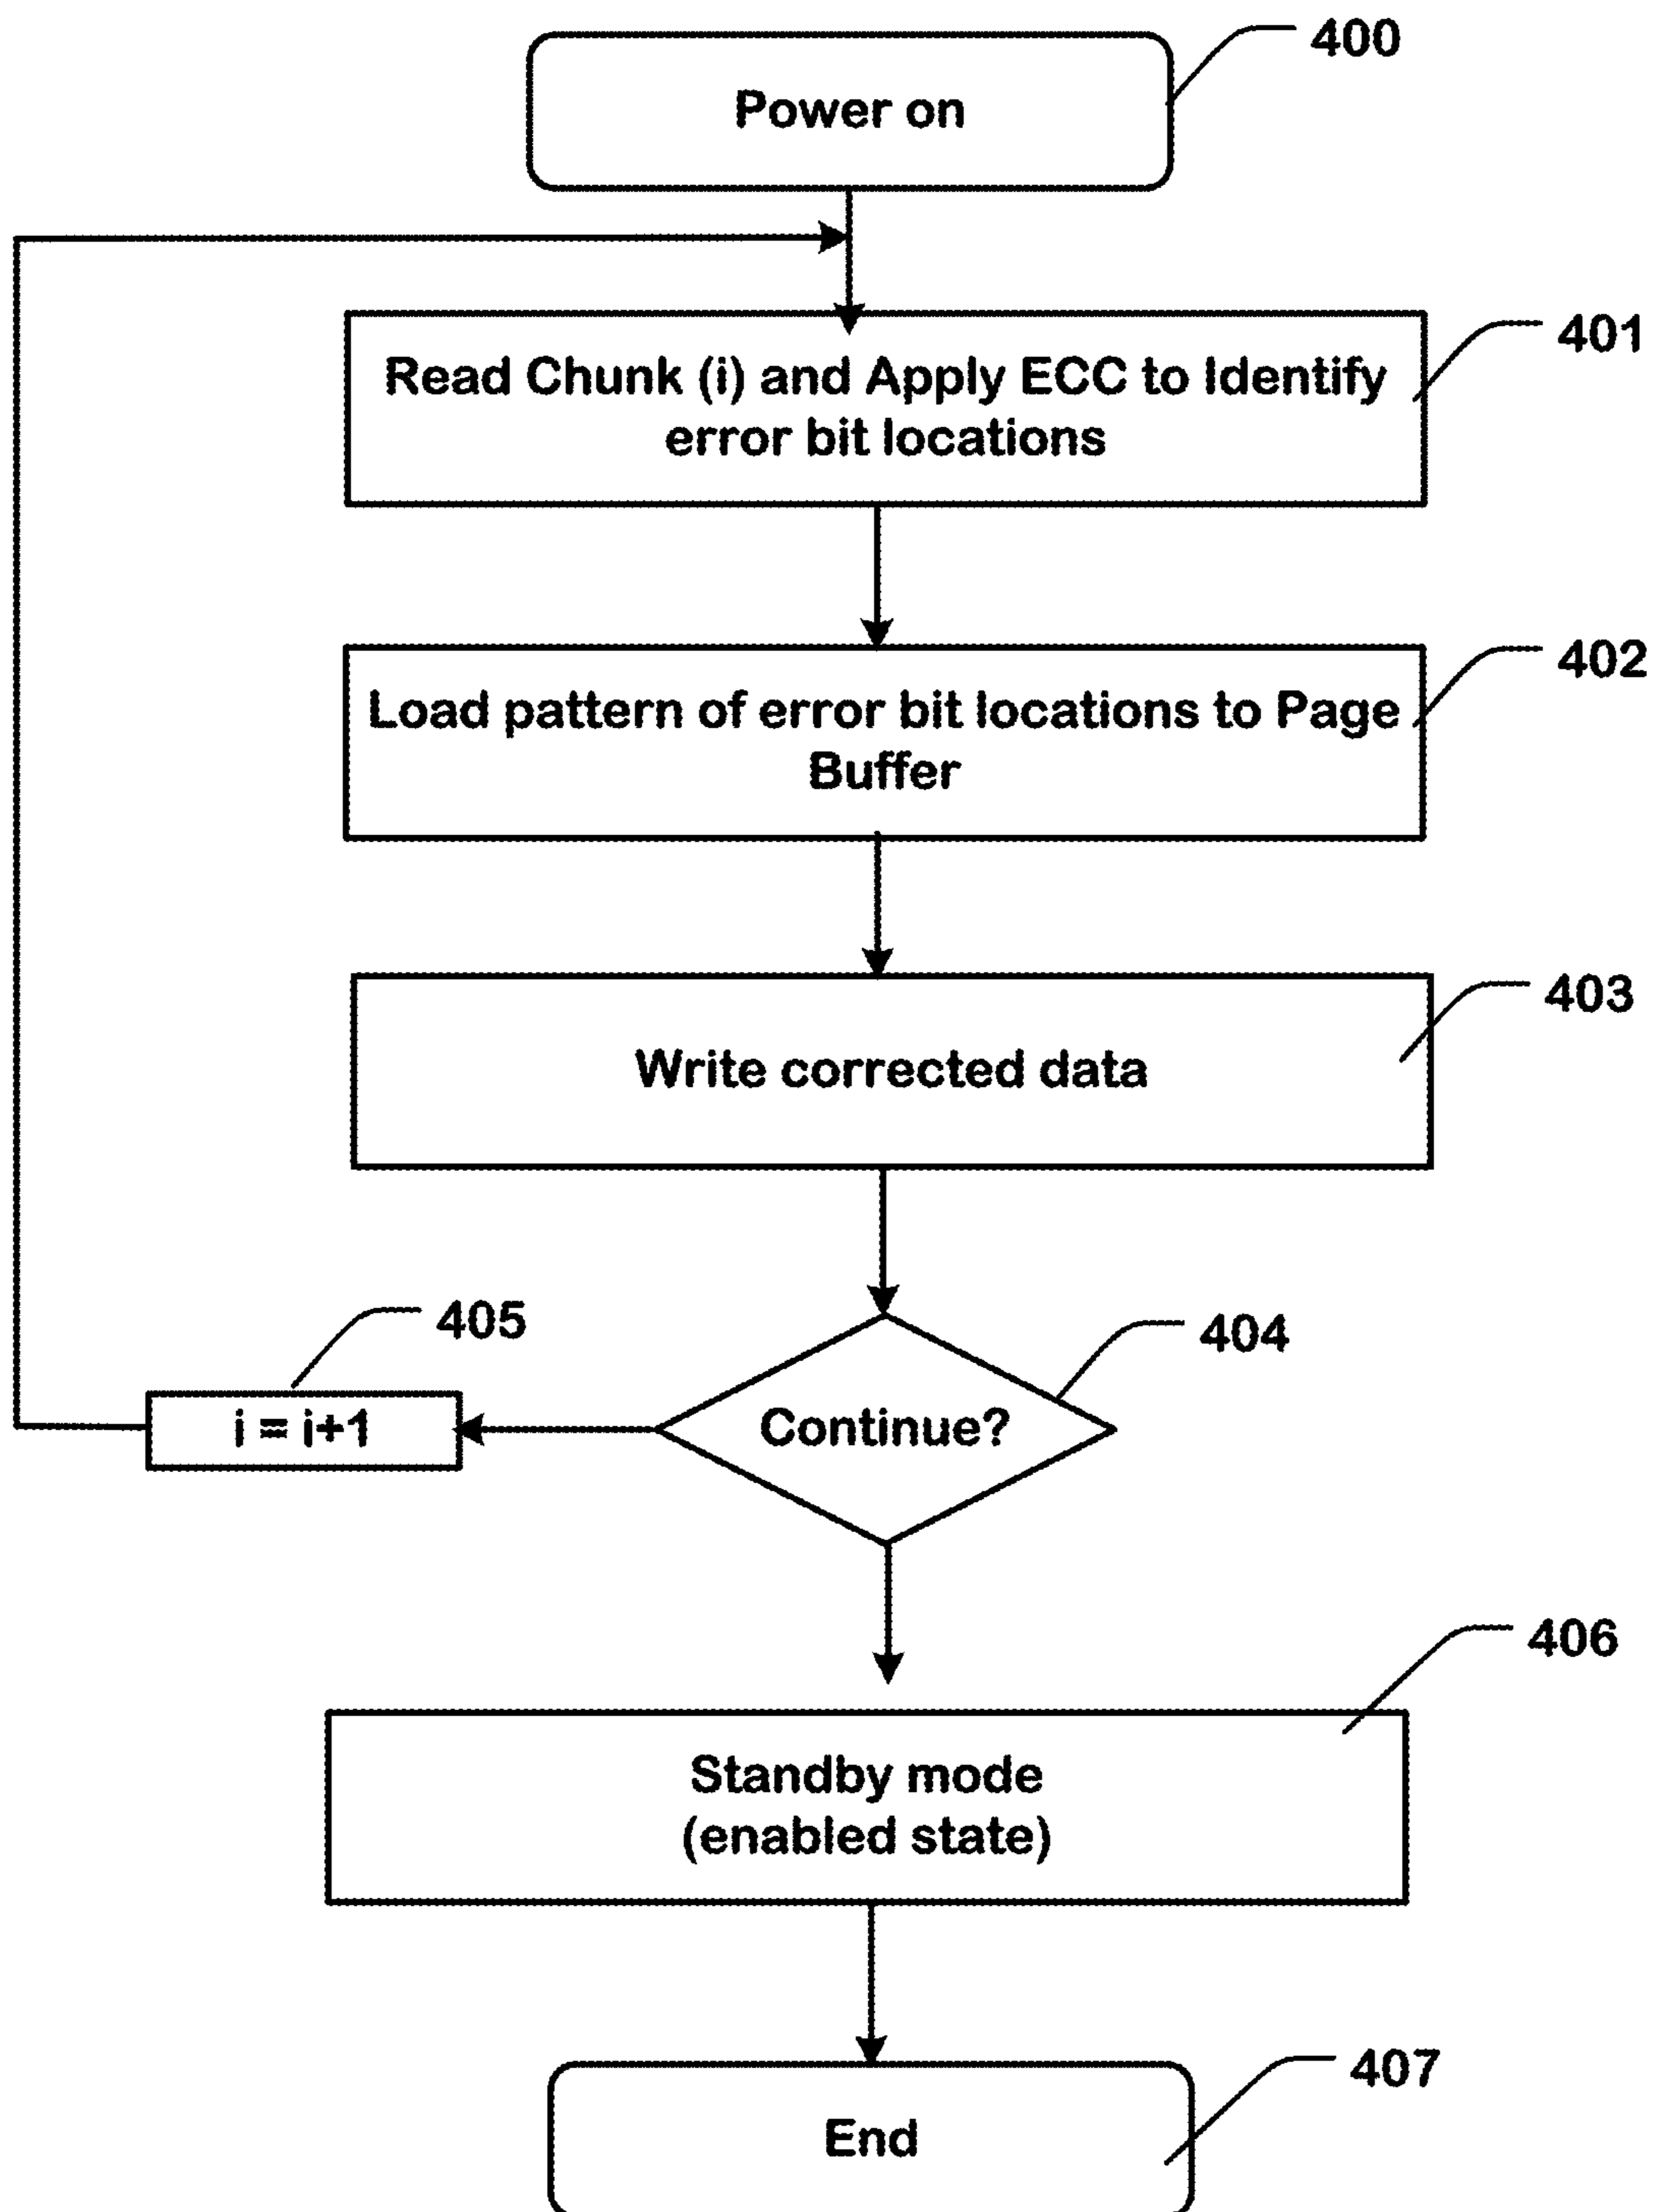 400
Power on
401
Read Chunk (i) and Apply ECC to Identify
error bit locations
402
Load pattern of error bit locations to Page
Buffer
403
Write corrected data
405
404
i = i+1
Continue?
406
Standby mode
(enabled state)
407
End